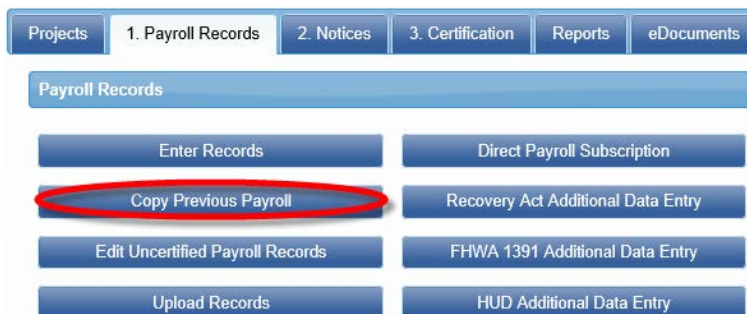 Projects 1. Payroll Records 2. Notices 3. Certification Reports eDocuments
Payroll Records
Enter Records Direct Payroll Subscription
Copy Previous Payroll Recovery Act Additional Data Entry
Edit Uncertified Payroll Records FHWA 1391 Additional Data Entry
Upload Records HUD Additional Data Entry